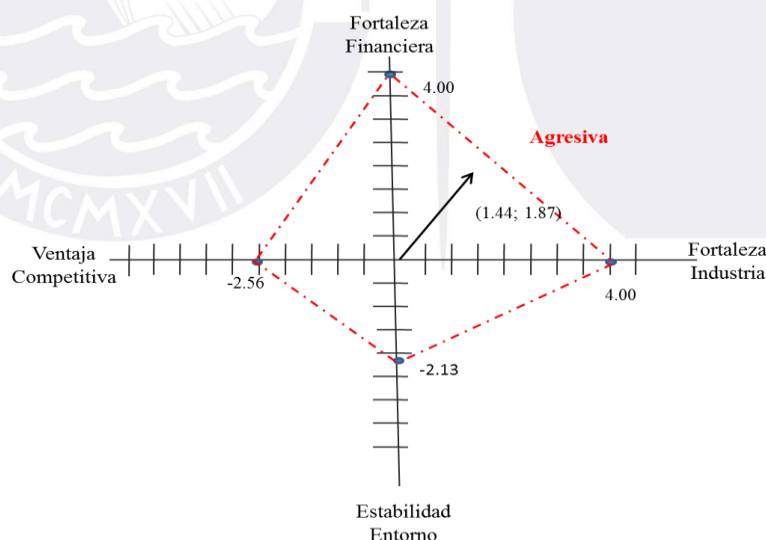 Fortaleza
Financiera
4.00
Agresiva
MCMXVII
(1.44; 1.87)
Ventaja
Competitiva
-2.56
Fortaleza
Industria
4.00
-2.13
Estabilidad
Entorno